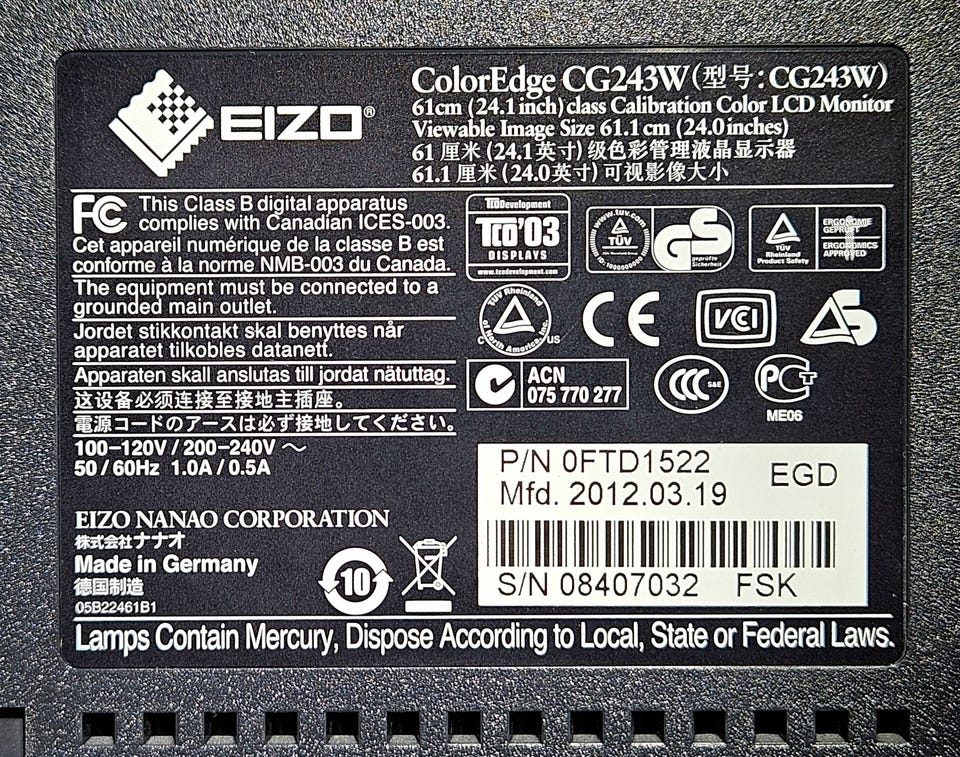 EIZO®
ColorEdge CG243W(型号:CG243W)
61cm (24.1inch) class Calibration Color LCD Monitor
Viewable Image Size 61.1cm (24.0inches)
61 厘米 (24.1英寸) 级色彩管理液晶显示器
61.1 厘米 (24.0英寸) 可视影像大小
FC This Class B digital apparatus
complies with Canadian ICES-003.
Cet appareil numérique de la classe B est
conforme à la norme NMB-003 du Canada.
The equipment must be connected to a
grounded main outlet.
Jordet stikkontakt skal benyttes når
apparatet tilkobles datanett.
Apparaten skall anslutas till jordat nätuttag.
这设备必须连接至接地主插座。
電源コードのアースは必ず接地してください。
100-120V / 200-240V ～
50 / 60Hz 1.0A / 0.5A
TCO Development
TCO'03
DISPLAYS
www.tcodevelopment.com
www.tuv.com
TÜV
GS
geprüfte
Sicherheit
TÜV
Rheinland
Product Safety
ERGONOMIE
GEPRÜFT
ERGONOMICS
APPROVED
TÜV Rheinland
of North America, Inc.
C US
CE
VCI
S
ACN
075 770 277
CCC S&E
PCT
ME06
P/N 0FTD1522
EGD
Mfd. 2012.03.19
S/N 08407032 FSK
EIZO NANAO CORPORATION
株式会社ナナオ
Made in Germany
德国制造
05B22461B1
10
Lamps Contain Mercury, Dispose According to Local, State or Federal Laws.